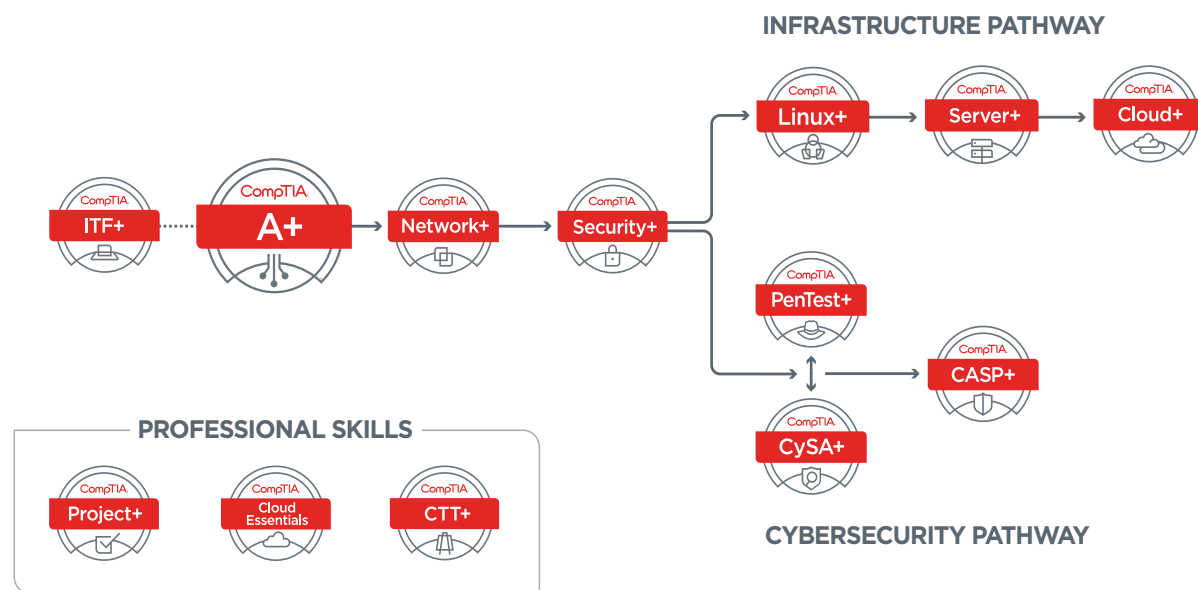 INFRASTRUCTURE PATHWAY
CompTIA
Linux+
CompTIA
Server+
CompTIA
Cloud+
CompTIA
ITF+
CompTIA
A+
CompTIA
Network+
CompTIA
Security+
CompTIA
PenTest+
CompTIA
CASP+
CompTIA
CySA+
CYBERSECURITY PATHWAY
PROFESSIONAL SKILLS
CompTIA
Project+
CompTIA
Cloud
Essentials
CompTIA
CTT+